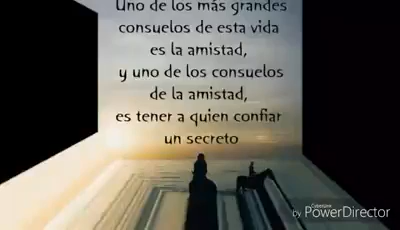 Uno de los más grandes
consuelos de esta vida
es la amistad,
y uno de los consuelos
de la amistad,
es tener a quien confiar
un secreto
CyberLink
by PowerDirector